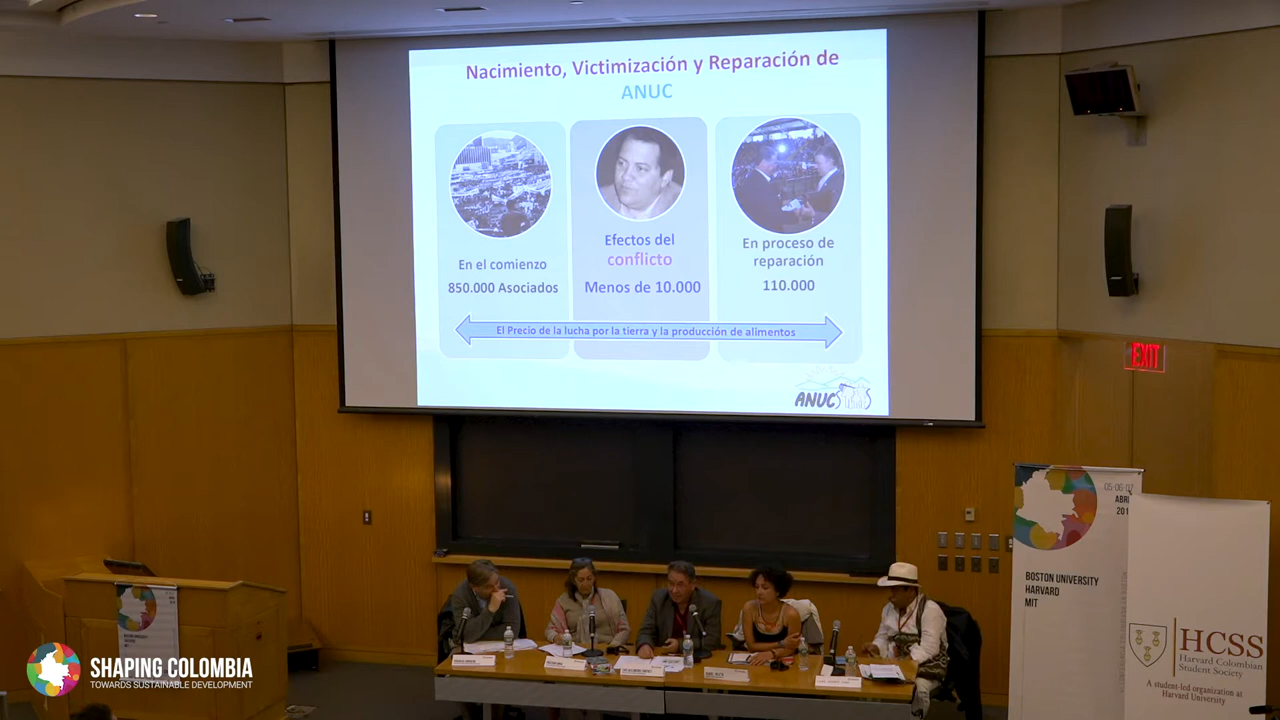 Nacimiento, Victimización y Reparación de
ANUC
En el comienzo
850.000 Asociados
Efectos del
conflicto
Menos de 10.000
En proceso de
reparación
110.000
El Precio de la lucha por la tierra y la producción de alimentos
ANUC
EXIT
BOSTON UNIVERSITY
HARVARD
MIT
HCSS
Harvard Colombian
Student Society
A student-led organization at
Harvard University
SHAPING COLOMBIA
TOWARDS SUSTAINABLE DEVELOPMENT